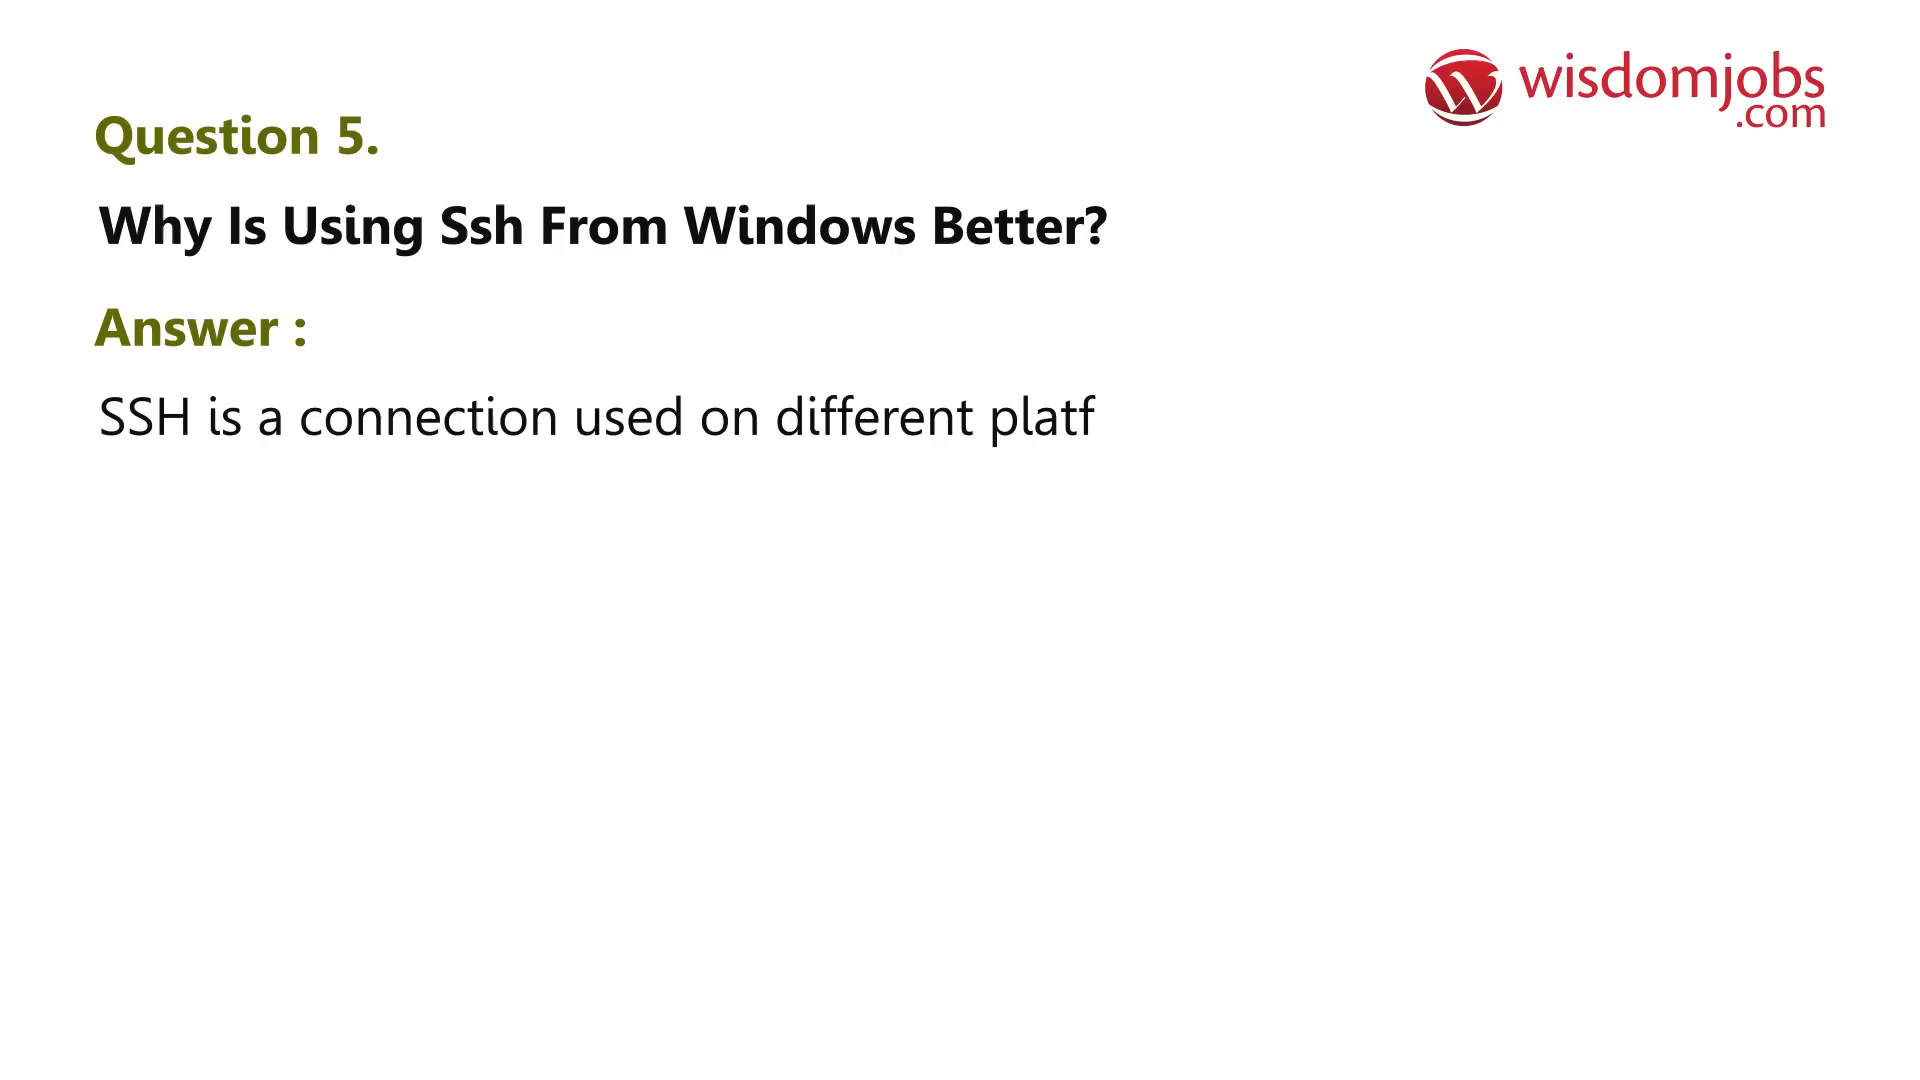 wisdomjobs
.com
Question 5.
Why Is Using Ssh From Windows Better?
Answer :
SSH is a connection used on different platf